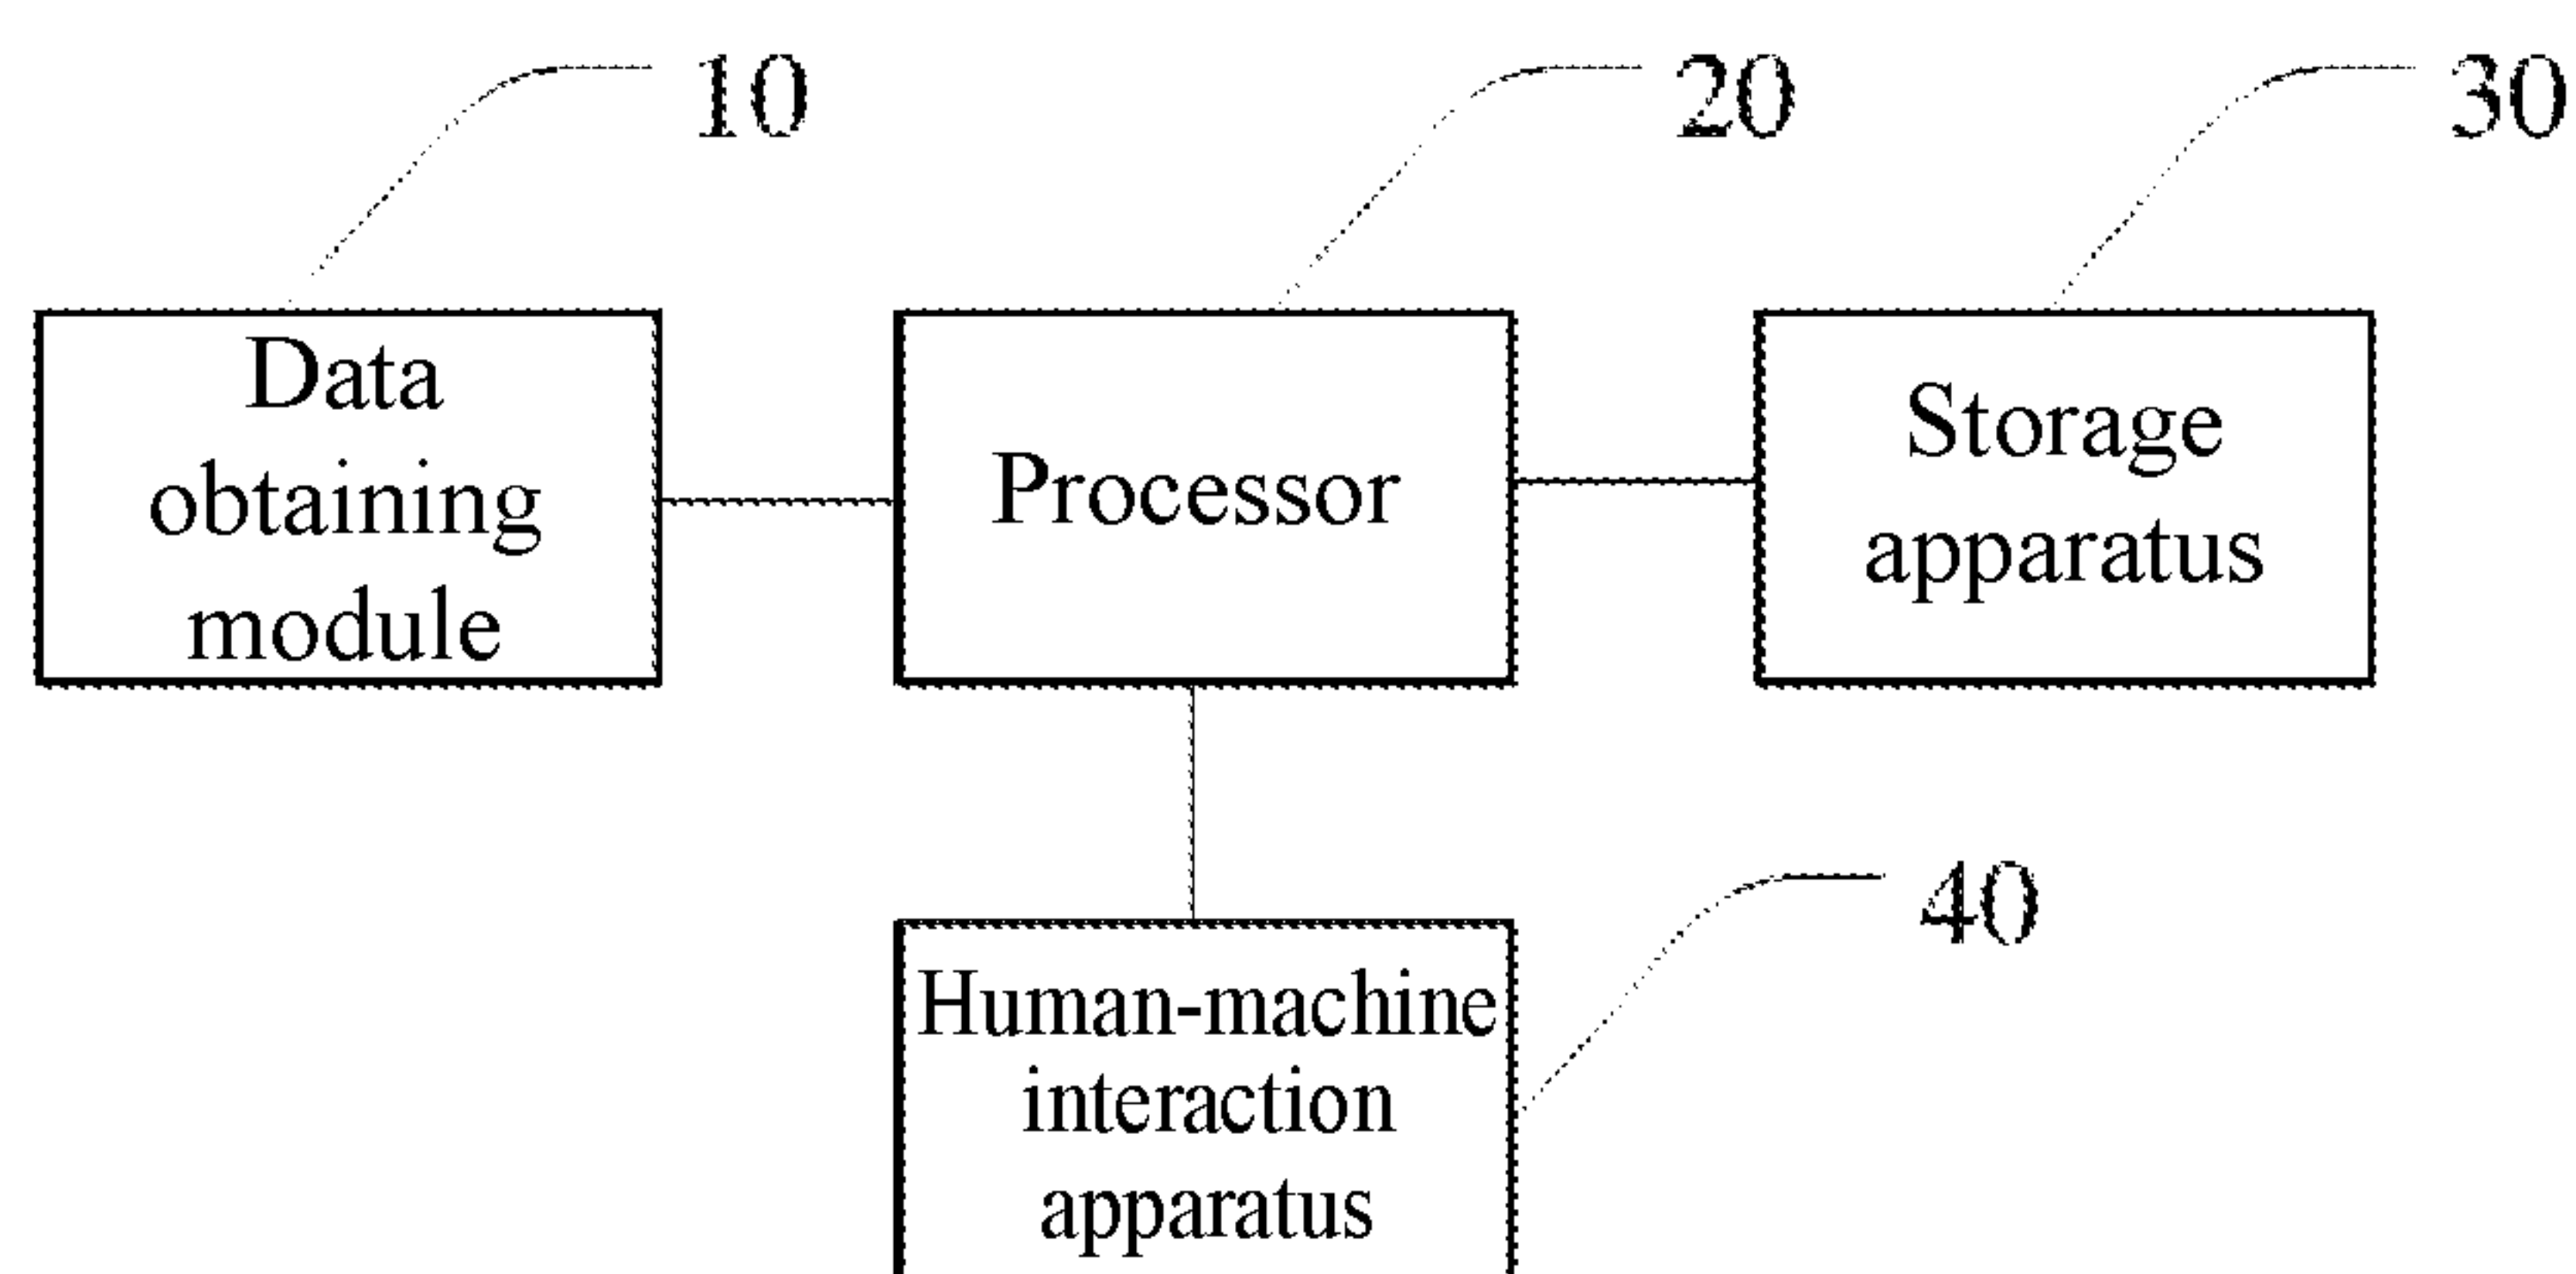 10
20
30
Data
obtaining
module
Processor
Storage
apparatus
40
Human-machine
interaction
apparatus